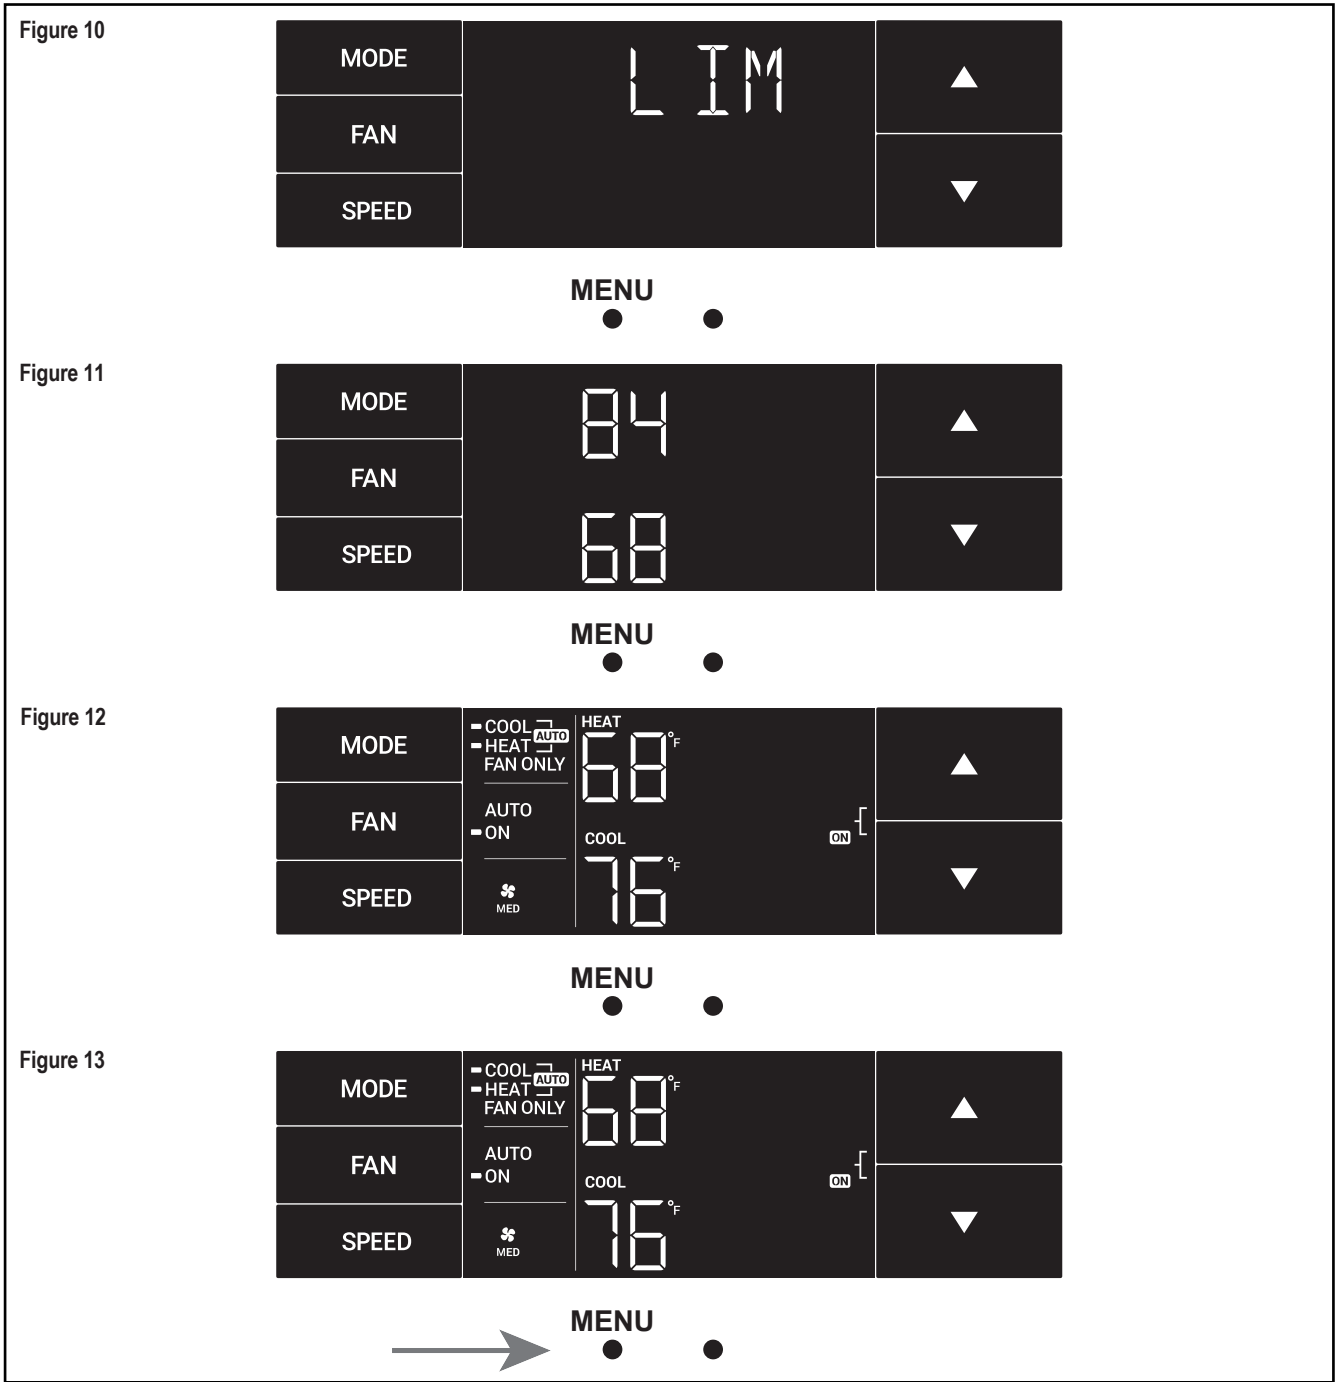 Figure 10
MODE
FAN
SPEED
LIM
MENU
Figure 11
MODE
FAN
SPEED
84
68
MENU
Figure 12
MODE
FAN
SPEED
COOL
HEAT
AUTO
FAN ONLY
AUTO
ON
MED
HEAT
68°F
COOL
76°F
ON
MENU
Figure 13
MODE
FAN
SPEED
COOL
HEAT
AUTO
FAN ONLY
AUTO
ON
MED
HEAT
68°F
COOL
76°F
ON
MENU